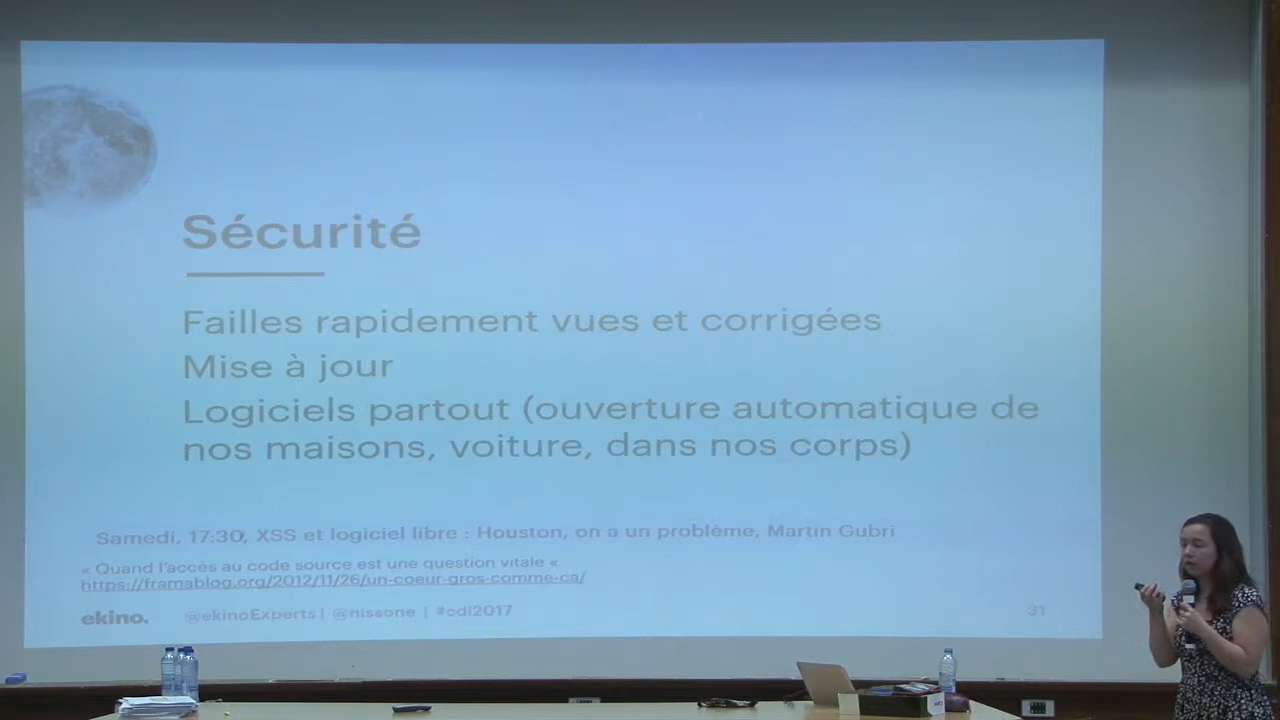 Sécurité
Failles rapidement vues et corrigées
Mise à jour
Logiciels partout (ouverture automatique de
nos maisons, voiture, dans nos corps)
Samedi, 17:30, XSS et logiciel libre : Houston, on a un problème, Martin Gubri
« Quand l'accès au code source est une question vitale «
https://framablog.org/2012/11/26/un-coeur-gros-comme-ca/
ekino. @ekinoExperts | @nissone | #cdl2017 31